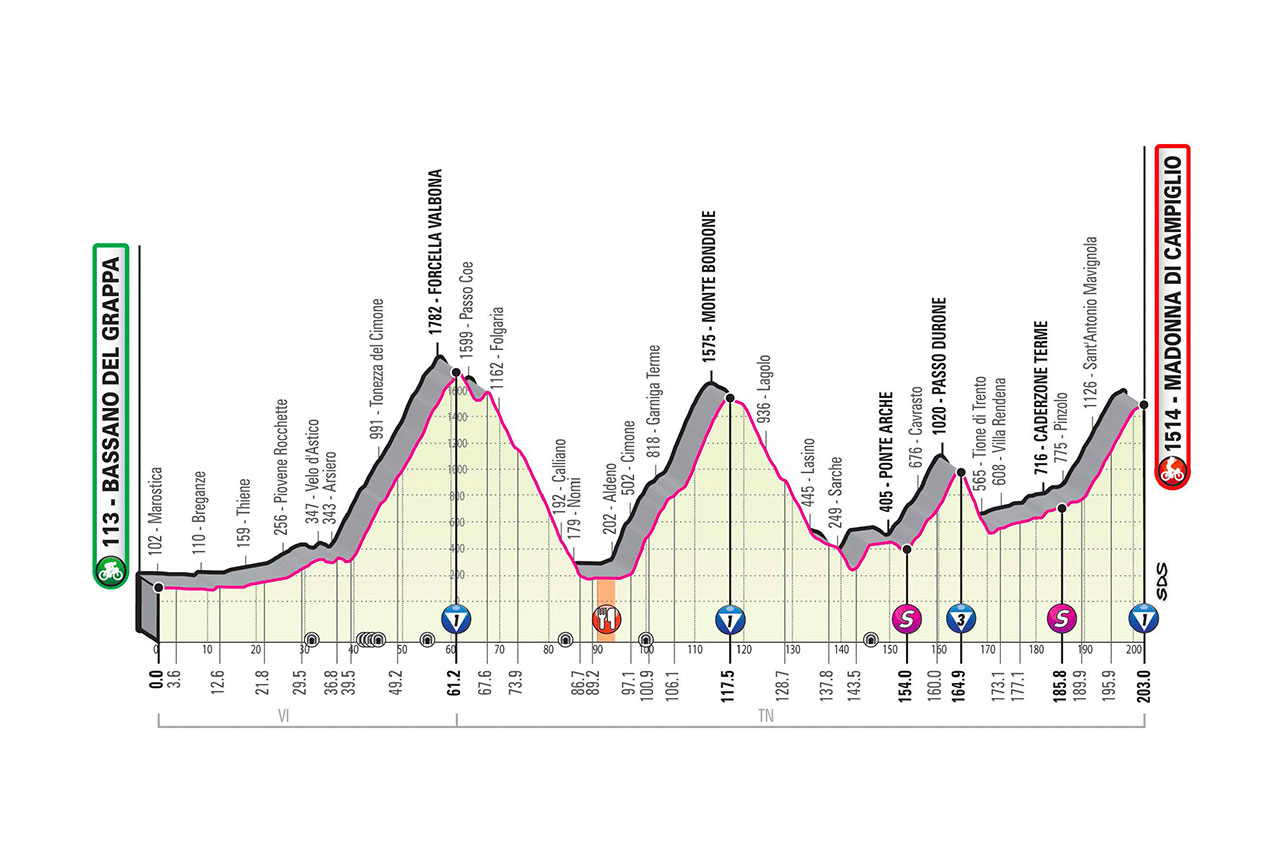 113 - BASSANO DEL GRAPPA
102 - Marostica
110 - Breganze
159 - Thiene
256 - Piovene Rocchette
347 - Velo d'Astico
343 - Arsiero
991 - Tonezza del Cimone
1782 - FORCELLA VALBONA
1599 - Passo Coe
1162 - Folgaria
192 - Calliano
179 - Nomi
202 - Aldeno
502 - Cimone
818 - Garniga Terme
1575 - MONTE BONDONE
936 - Lagolo
445 - Lasino
249 - Sarche
405 - PONTE ARCHE
676 - Cavrasto
1020 - PASSO DURONE
565 - Tione di Trento
608 - Villa Rendena
716 - CADERZONE TERME
775 - Pinzolo
1126 - Sant'Antonio Mavignola
1514 - MADONNA DI CAMPIGLIO
1600
1400
1200
1000
800
600
400
200
0
SDS
1 1 S 3 S 1
0 10 20 30 40 50 60 70 80 90 100 110 120 130 140 150 160 170 180 190 200
0.0 3.6 12.6 21.8 29.5 36.8 39.5 49.2 61.2 67.6 73.9 86.7 89.2 97.1 100.9 106.1 117.5 128.7 137.8 143.5 154.0 160.0 164.9 173.1 177.1 185.8 189.9 195.9 203.0
VI TN